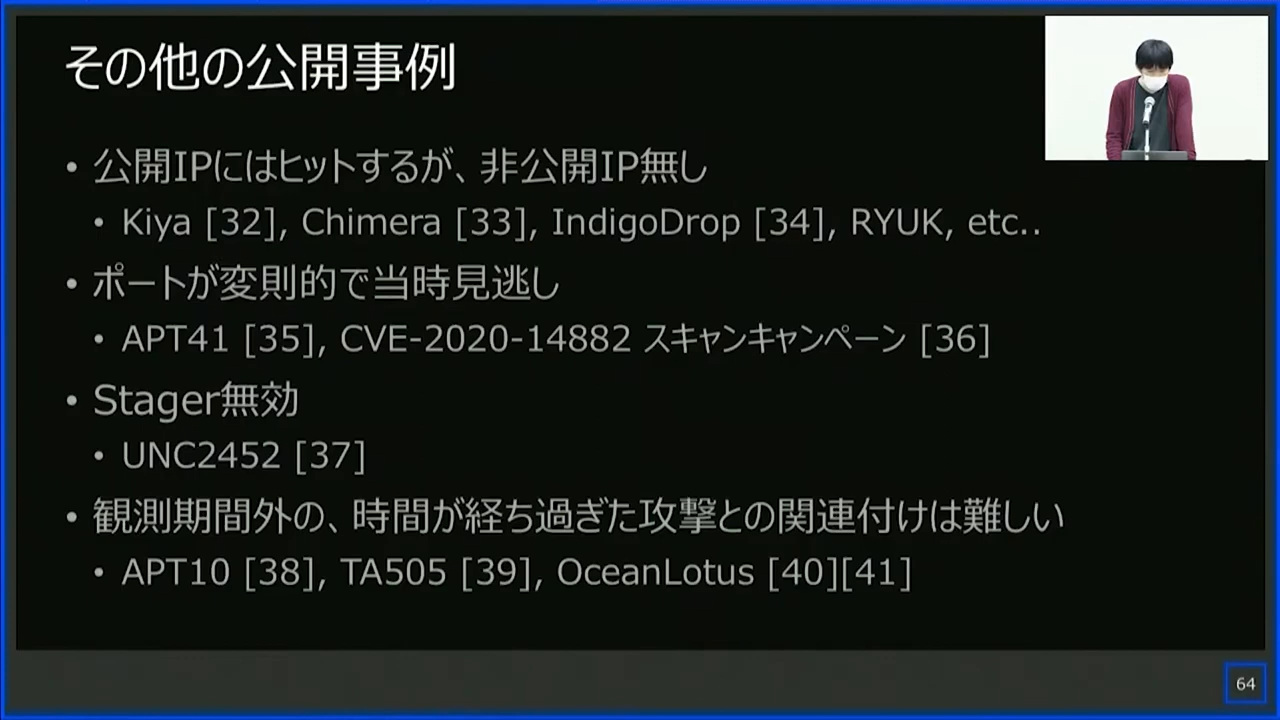 その他の公開事例
• 公開IPにはヒットするが、非公開IP無し
• Kiya [32], Chimera [33], IndigoDrop [34], RYUK, etc..
• ポートが変則的で当時見逃し
• APT41 [35], CVE-2020-14882 スキャンキャンペーン [36]
• Stager無効
• UNC2452 [37]
• 観測期間外の、時間が経ち過ぎた攻撃との関連付けは難しい
• APT10 [38], TA505 [39], OceanLotus [40][41]
64